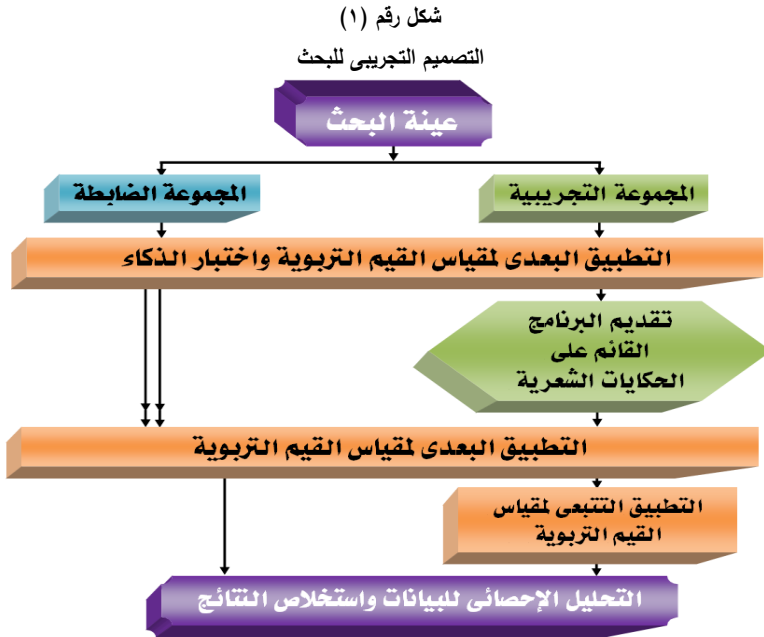 شكل رقم (١)
التصميم التجريبى للبحث
عينة البحث
المجموعة التجريبية
المجموعة الضابطة
التطبيق البعدى لمقياس القيم التربوية واختبار الذكاء
تقديم البرنامج
القائم على
الحكايات الشعرية
التطبيق البعدى لمقياس القيم التربوية
التطبيق التتبعى لمقياس
القيم التربوية
التحليل الإحصائى للبيانات واستخلاص النتائج